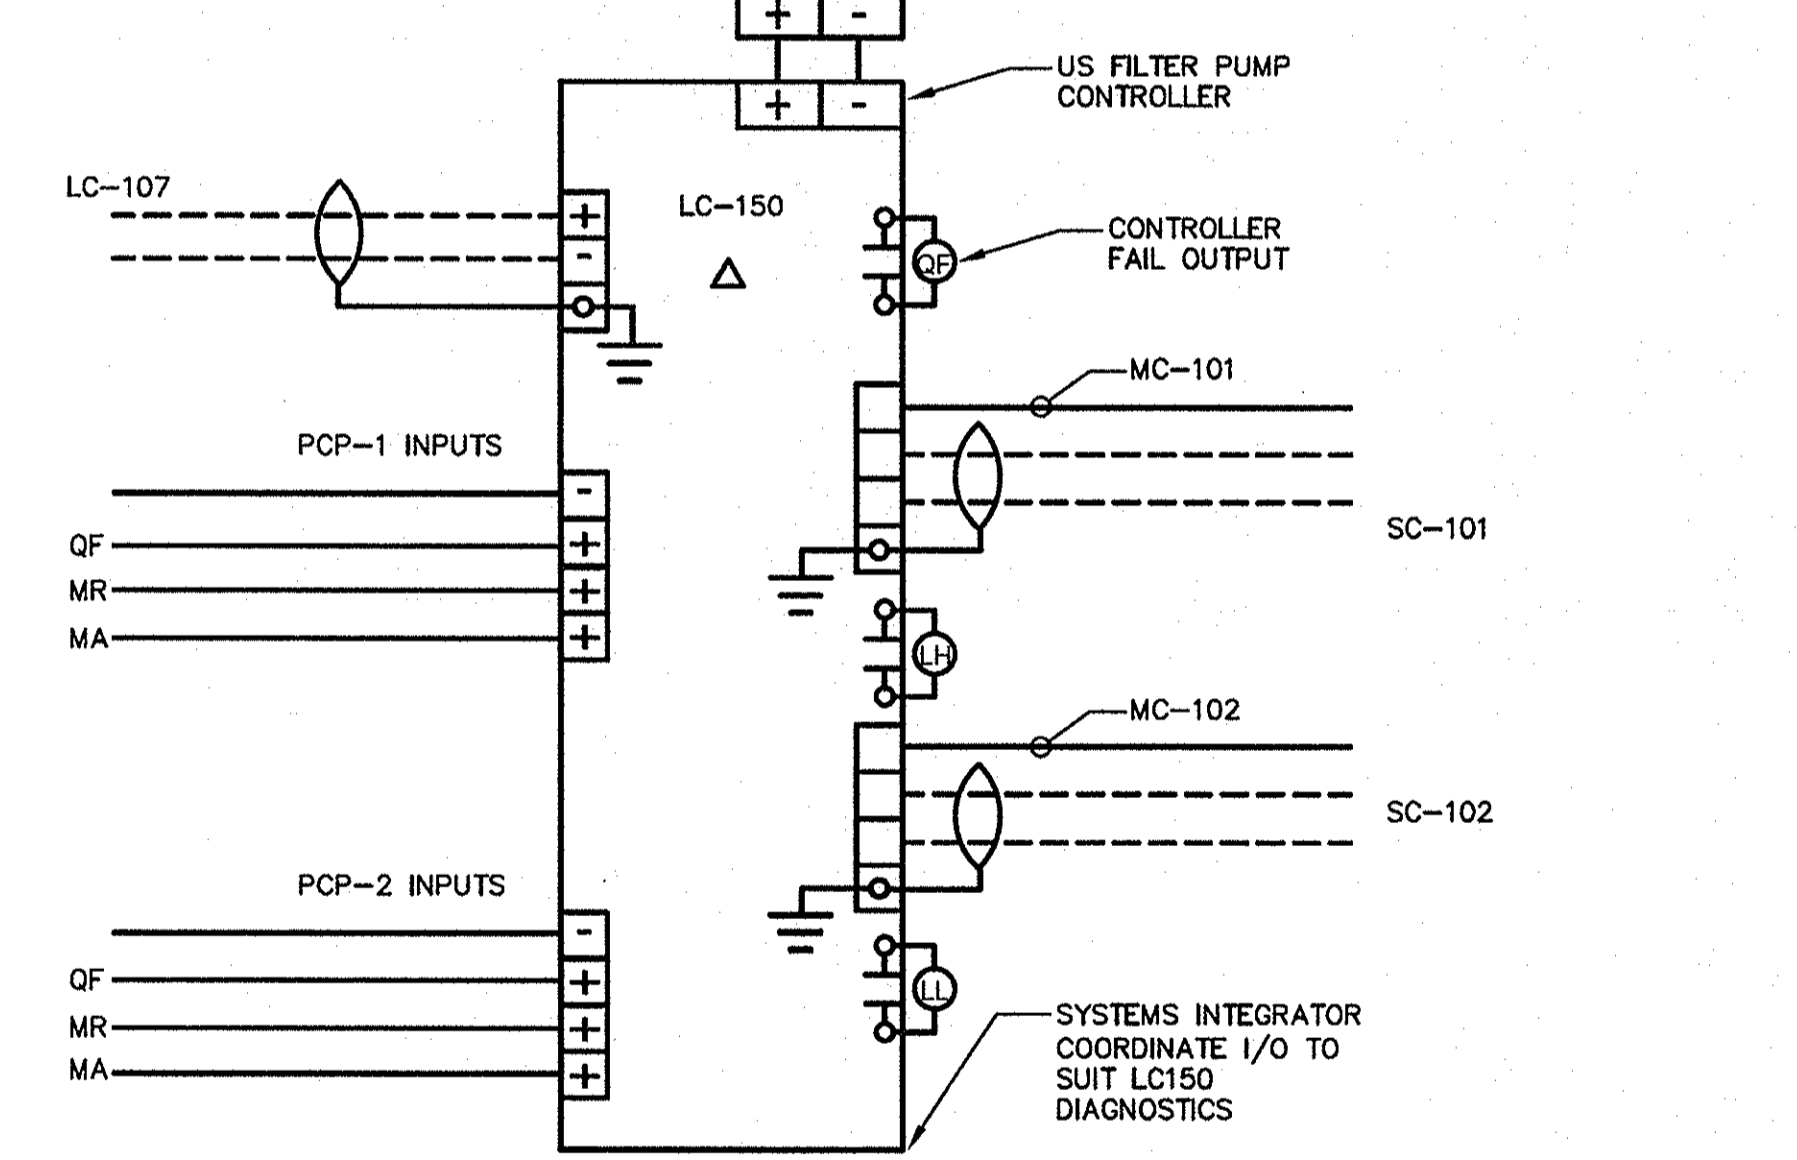 + -
+ -
US FILTER PUMP
CONTROLLER
LC-107
+
-
LC-150
QF
CONTROLLER
FAIL OUTPUT
MC-101
PCP-1 INPUTS
-
QF +
MR +
MA +
SC-101
LH
MC-102
SC-102
PCP-2 INPUTS
-
QF +
MR +
MA +
LL
SYSTEMS INTEGRATOR
COORDINATE I/O TO
SUIT LC150
DIAGNOSTICS